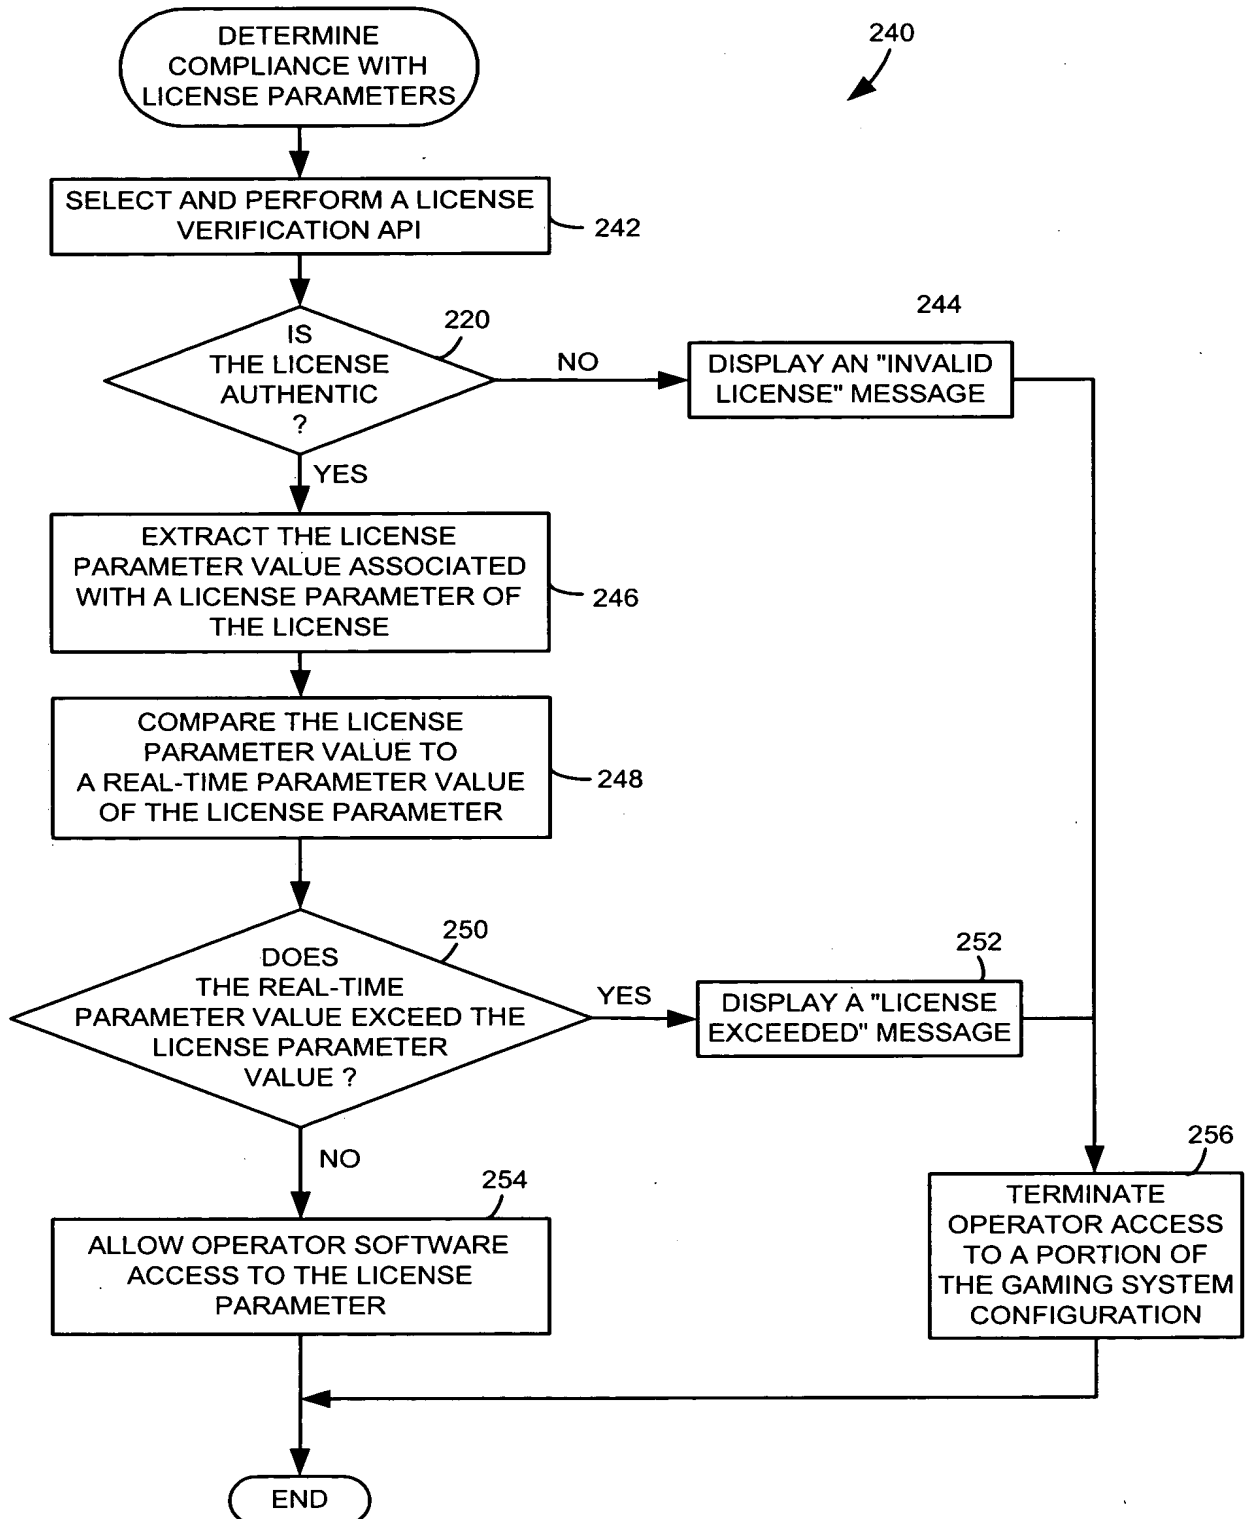 DETERMINE
COMPLIANCE WITH
LICENSE PARAMETERS
240
SELECT AND PERFORM A LICENSE
VERIFICATION API
242
IS
THE LICENSE
AUTHENTIC
?
220
NO
244
DISPLAY AN "INVALID
LICENSE" MESSAGE
YES
EXTRACT THE LICENSE
PARAMETER VALUE ASSOCIATED
WITH A LICENSE PARAMETER OF
THE LICENSE
246
COMPARE THE LICENSE
PARAMETER VALUE TO
A REAL-TIME PARAMETER VALUE
OF THE LICENSE PARAMETER
248
DOES
THE REAL-TIME
PARAMETER VALUE EXCEED THE
LICENSE PARAMETER
VALUE ?
250
YES
252
DISPLAY A "LICENSE
EXCEEDED" MESSAGE
NO
254
ALLOW OPERATOR SOFTWARE
ACCESS TO THE LICENSE
PARAMETER
256
TERMINATE
OPERATOR ACCESS
TO A PORTION OF
THE GAMING SYSTEM
CONFIGURATION
END